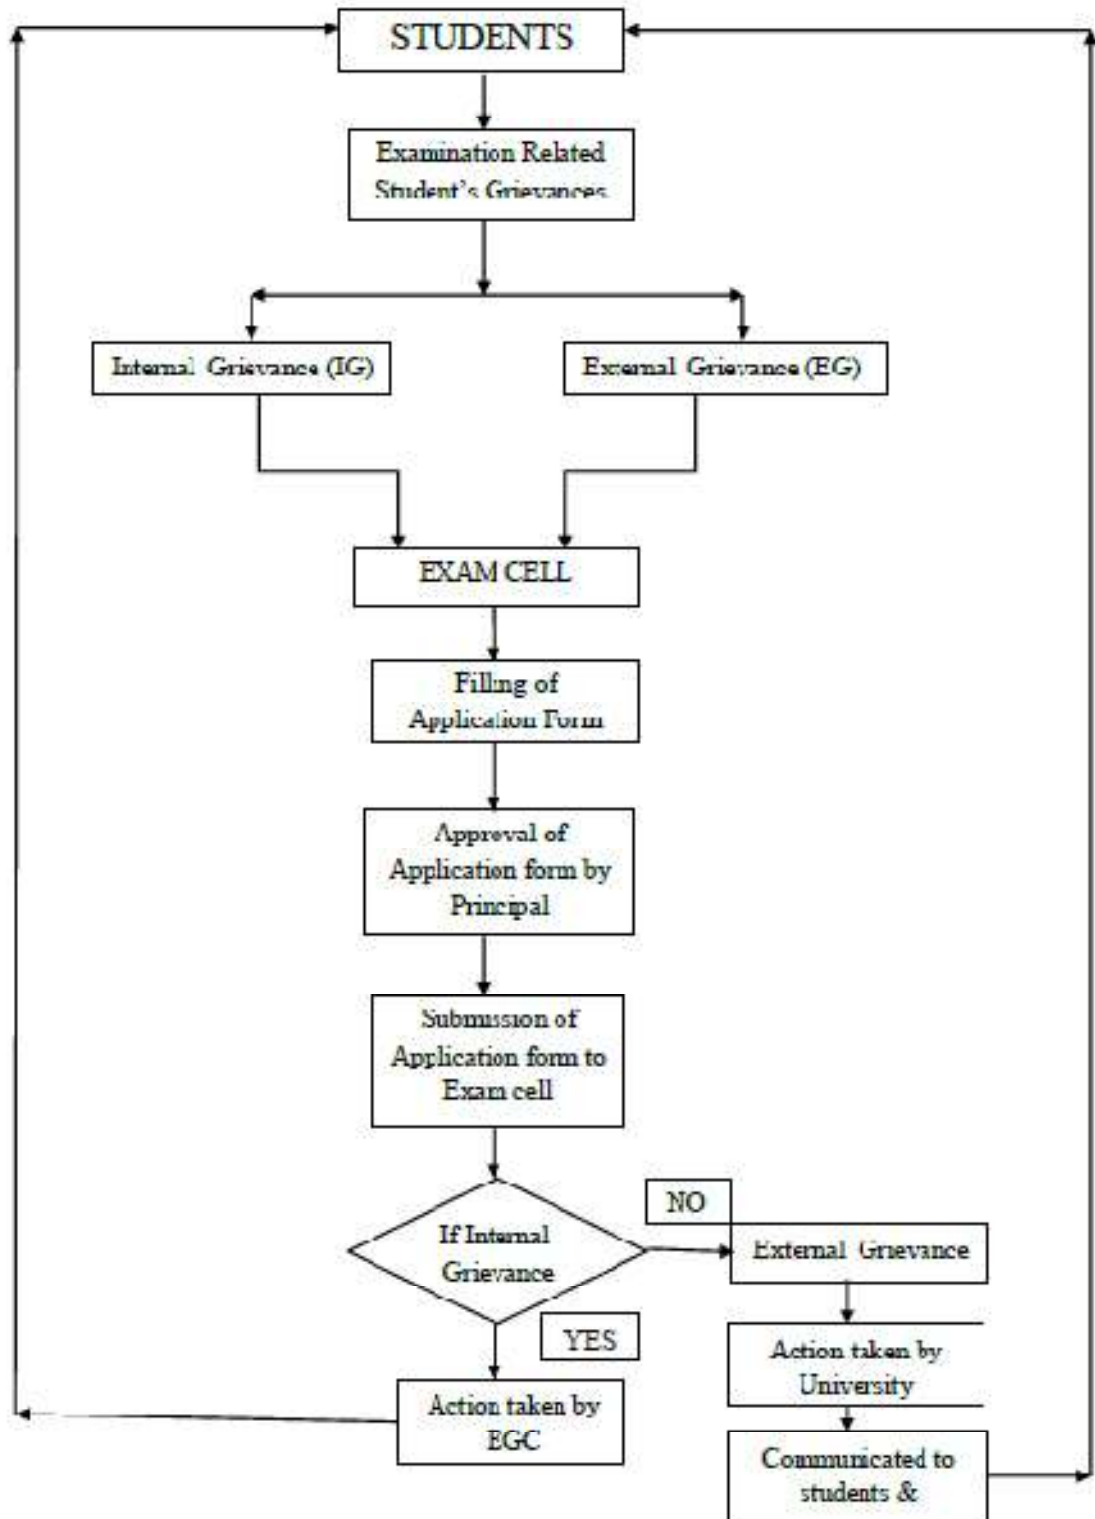 STUDENTS
Examination Related
Student's Grievances
Internal Grievance (IG)
External Grievance (EG)
EXAM CELL
Filling of
Application Form
Approval of
Application form by
Principal
Submission of
Application form to
Exam cell
If Internal
Grievance
NO
External Grievance
YES
Action taken by
University
Action taken by
EGC
Communicated to
students &